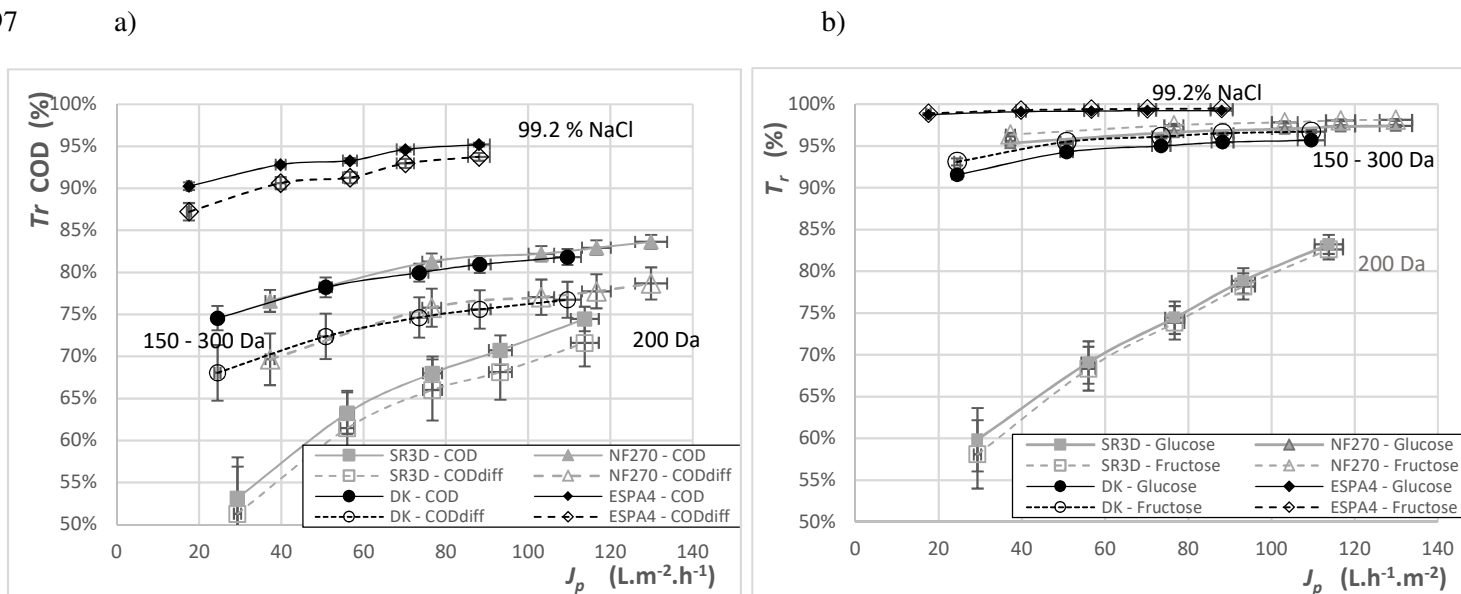 97
a)
b)
Tr COD (%)
100%
95%
90%
85%
80%
75%
70%
65%
60%
55%
50%
99.2 % NaCl
150 - 300 Da
200 Da
SR3D - COD
NF270 - COD
SR3D - CODdiff
NF270 - CODdiff
DK - COD
ESPA4 - COD
DK - CODdiff
ESPA4 - CODdiff
0 20 40 60 80 100 120 140
Jp (L.m-2.h-1)
Tr (%)
100%
95%
90%
85%
80%
75%
70%
65%
60%
55%
50%
99.2% NaCl
150 - 300 Da
200 Da
SR3D - Glucose
NF270 - Glucose
SR3D - Fructose
NF270 - Fructose
DK - Glucose
ESPA4 - Glucose
DK - Fructose
ESPA4 - Fructose
0 20 40 60 80 100 120 140
Jp (L.h-1.m-2)